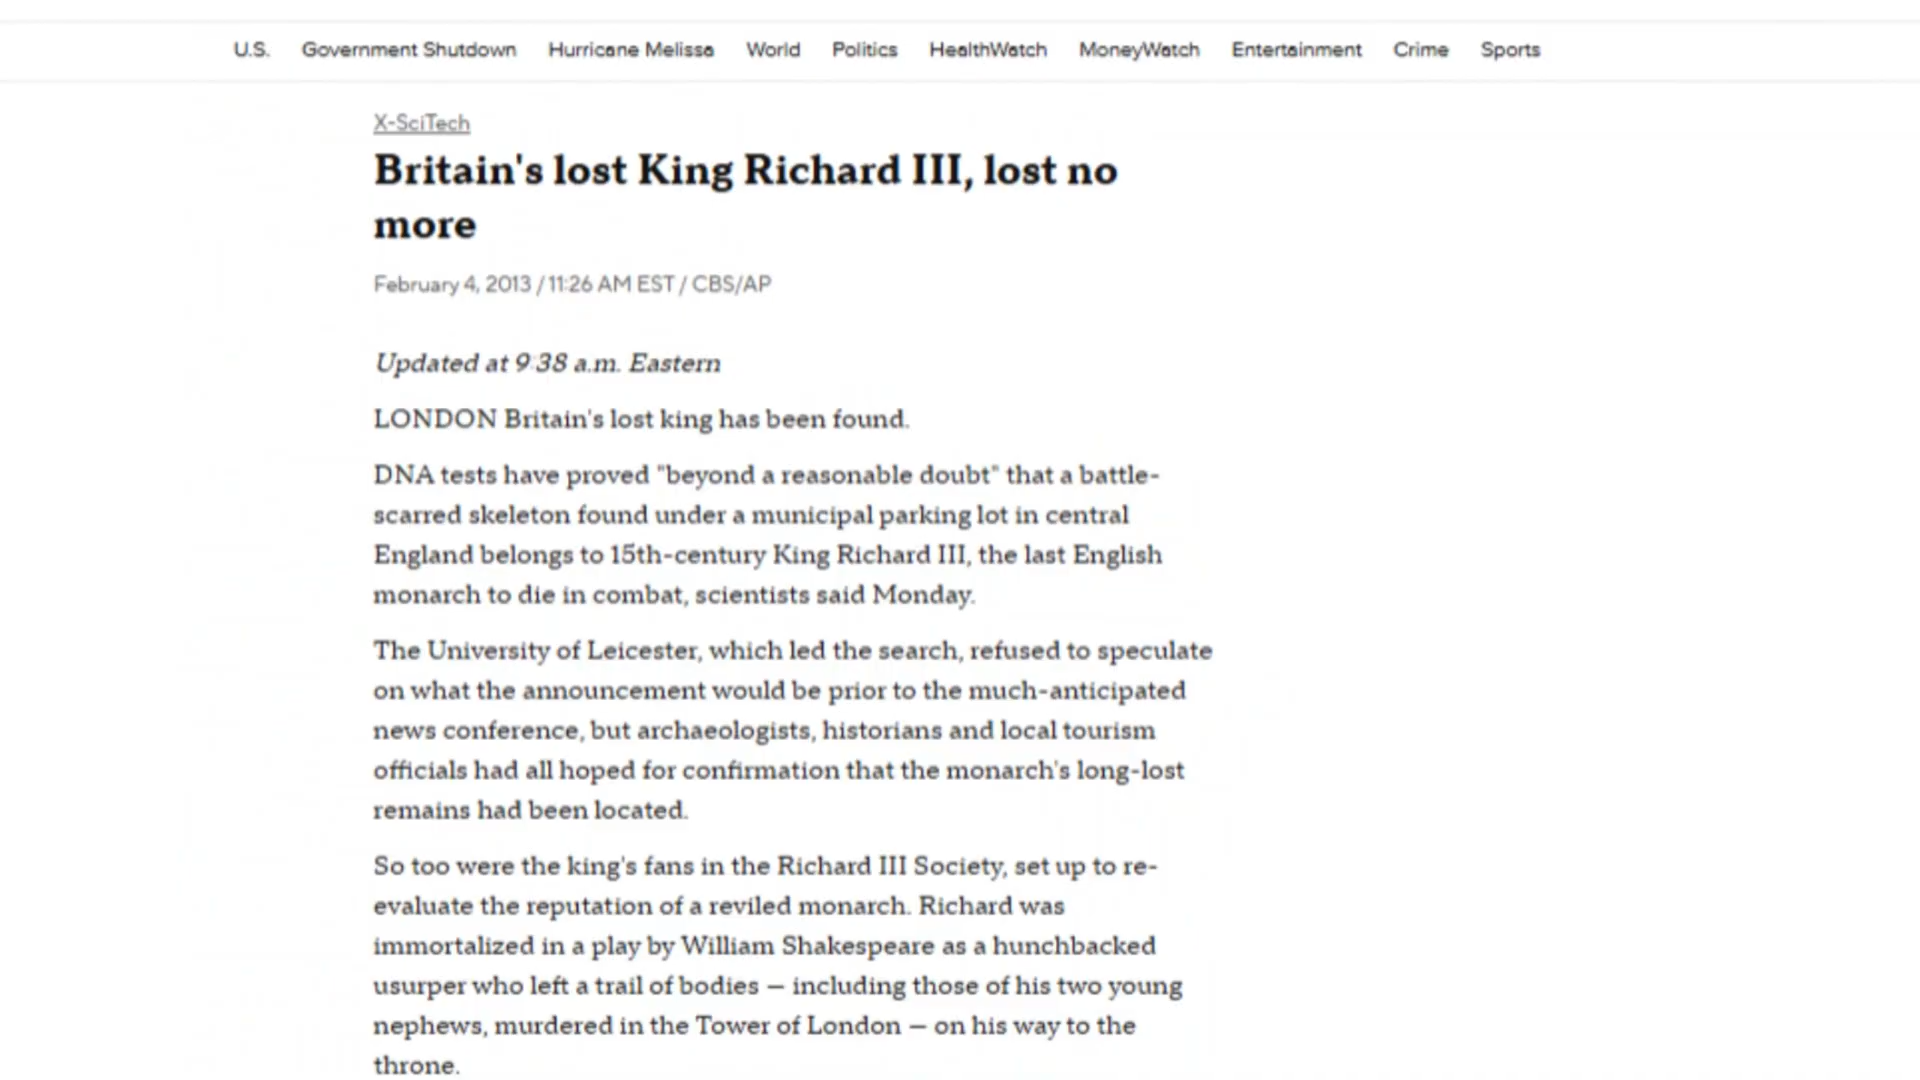 U.S. Government Shutdown Hurricane Melissa World Politics HealthWatch MoneyWatch Entertainment Crime Sports
X-SciTech
Britain's lost King Richard III, lost no
more
February 4, 2013 / 11:26 AM EST / CBS/AP
Updated at 9:38 a.m. Eastern
LONDON Britain's lost king has been found.
DNA tests have proved "beyond a reasonable doubt" that a battle-
scarred skeleton found under a municipal parking lot in central
England belongs to 15th-century King Richard III, the last English
monarch to die in combat, scientists said Monday.
The University of Leicester, which led the search, refused to speculate
on what the announcement would be prior to the much-anticipated
news conference, but archaeologists, historians and local tourism
officials had all hoped for confirmation that the monarch's long-lost
remains had been located.
So too were the king's fans in the Richard III Society, set up to re-
evaluate the reputation of a reviled monarch. Richard was
immortalized in a play by William Shakespeare as a hunchbacked
usurper who left a trail of bodies — including those of his two young
nephews, murdered in the Tower of London — on his way to the
throne.